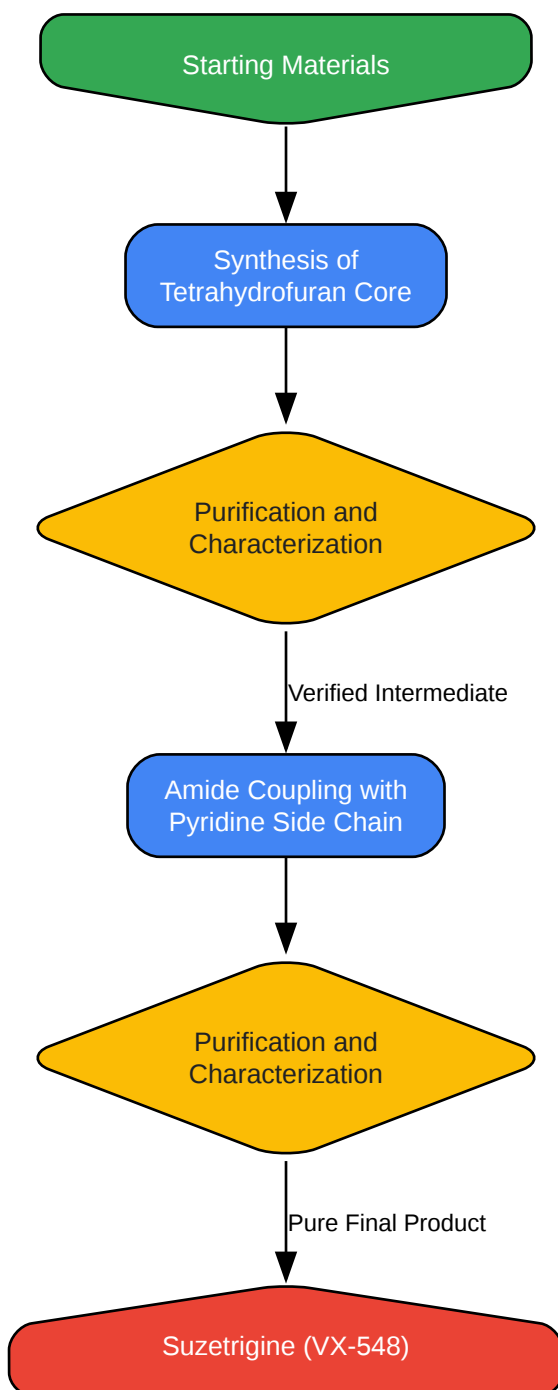 Starting Materials
Synthesis of
Tetrahydrofuran Core
Purification and
Characterization
Verified Intermediate
Amide Coupling with
Pyridine Side Chain
Purification and
Characterization
Pure Final Product
Suzetrigine (VX-548)